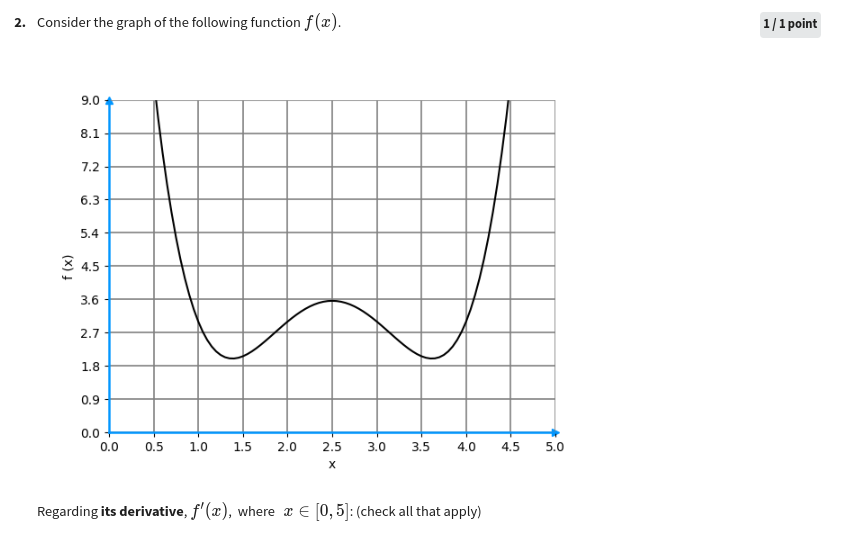 2. Consider the graph of the following function f(x).
1 / 1 point
9.0
8.1
7.2
6.3
5.4
4.5
3.6
2.7
1.8
0.9
0.0
f (x)
0.0 0.5 1.0 1.5 2.0 2.5 3.0 3.5 4.0 4.5 5.0
x
Regarding its derivative, f′(x), where x ∈ [0, 5]: (check all that apply)